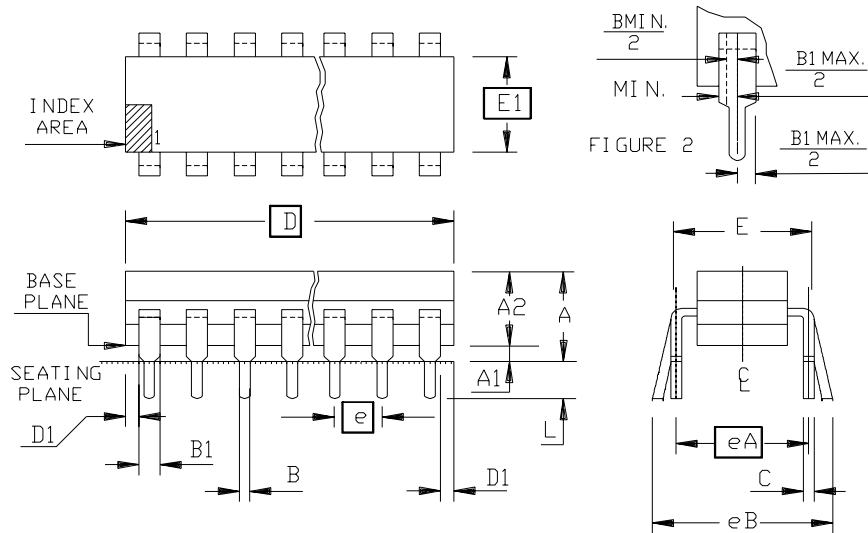 INDEX
AREA
1
E1
BMIN.
2
MIN.
B1 MAX.
2
B1 MAX.
2
FIGURE 2
D
E
BASE
PLANE
A2
A
SEATING
PLANE
A1
L
D1
B1
B
e
D1
CL
eA
C
eB